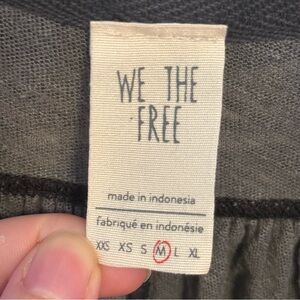 WE THE
FREE
made in indonesia
fabriqué en indonésie
XXS XS S M L XL